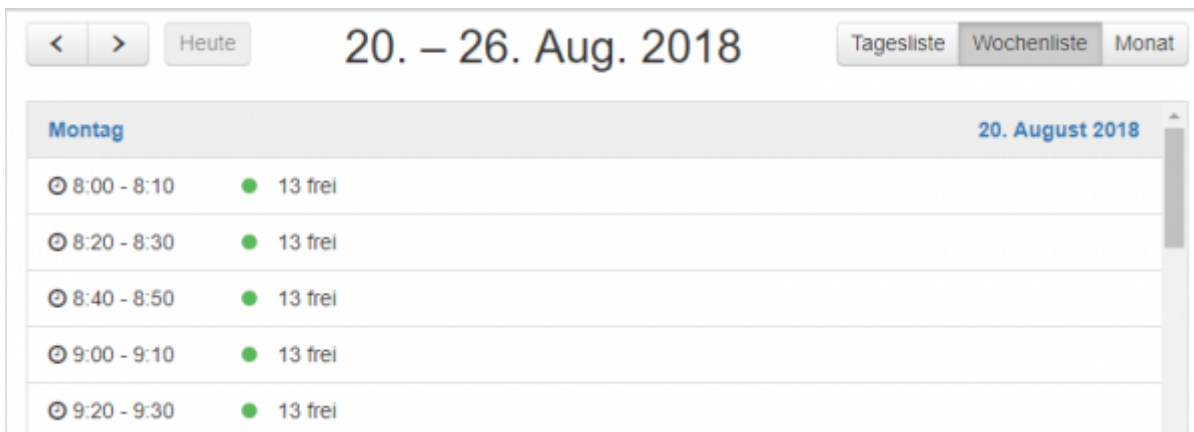 Heute 20. – 26. Aug. 2018 Tagesliste Wochenliste Monat
Montag 20. August 2018
8:00 - 8:10 13 frei
8:20 - 8:30 13 frei
8:40 - 8:50 13 frei
9:00 - 9:10 13 frei
9:20 - 9:30 13 frei